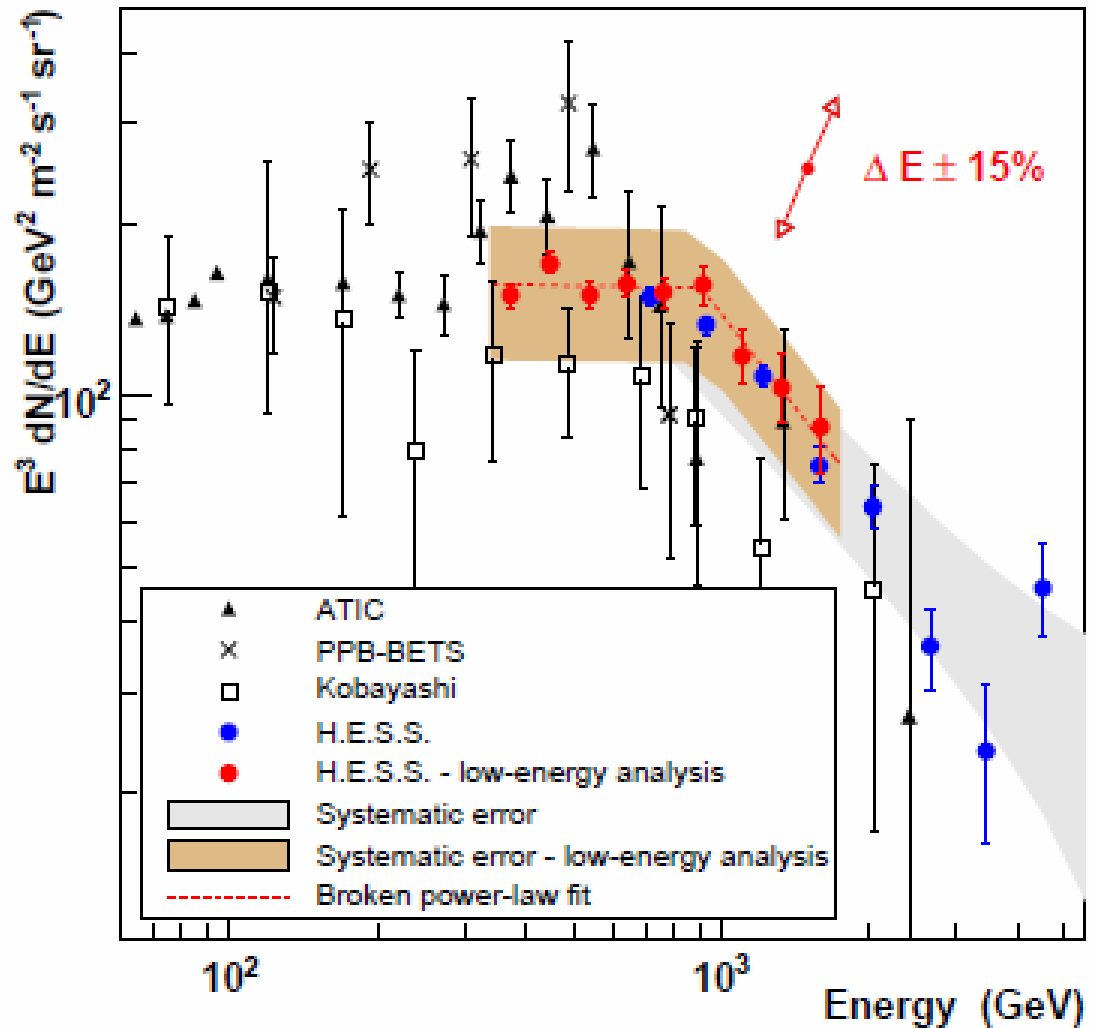 E³ dN/dE (GeV² m⁻² s⁻¹ sr⁻¹)
Δ E ± 15%
10²
ATIC
PPB-BETS
Kobayashi
H.E.S.S.
H.E.S.S. - low-energy analysis
Systematic error
Systematic error - low-energy analysis
Broken power-law fit
10²
10³
Energy (GeV)